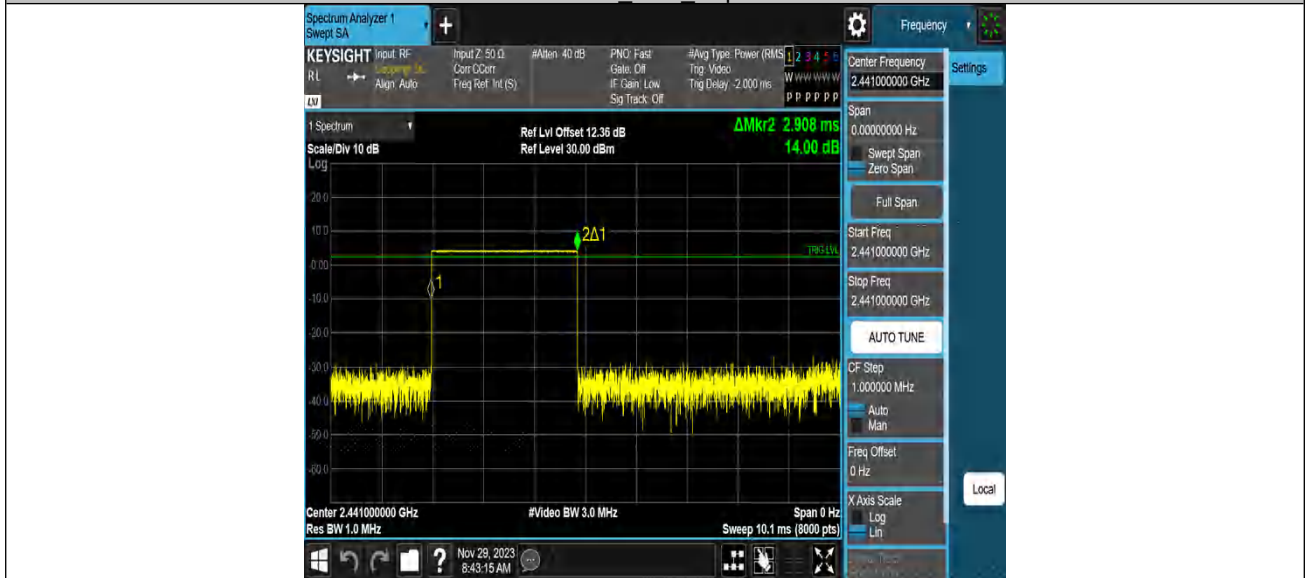 Spectrum Analyzer 1
Swept SA
Frequency
KEYSIGHT
RL
LXI
Input: RF
Align: Auto
Input Z: 50 Ω
Corr CCorr
Freq Ref: Int (S)
#Atten: 40 dB
PNO: Fast
Gate: Off
IF Gain: Low
Sig Track: Off
#Avg Type: Power (RMS
Trig: Video
Trig Delay: -2.000 ms
1 2 3 4 5 6
W W W W W W
P P P P P P
1 Spectrum
Scale/Div 10 dB
Log
Ref Lvl Offset 12.36 dB
Ref Level 30.00 dBm
ΔMkr2 2.908 ms
14.00 dB
20.0
10.0
0.00
-10.0
-20.0
-30.0
-40.0
-50.0
-60.0
2Δ1
1
TRIG LVL
Center 2.441000000 GHz
Res BW 1.0 MHz
#Video BW 3.0 MHz
Span 0 Hz
Sweep 10.1 ms (8000 pts)
?
Nov 29, 2023
8:43:15 AM
Center Frequency
2.441000000 GHz
Span
0.00000000 Hz
Swept Span
Zero Span
Full Span
Start Freq
2.441000000 GHz
Stop Freq
2.441000000 GHz
AUTO TUNE
CF Step
1.000000 MHz
Auto
Man
Freq Offset
0 Hz
X Axis Scale
Log
Lin
Settings
Local